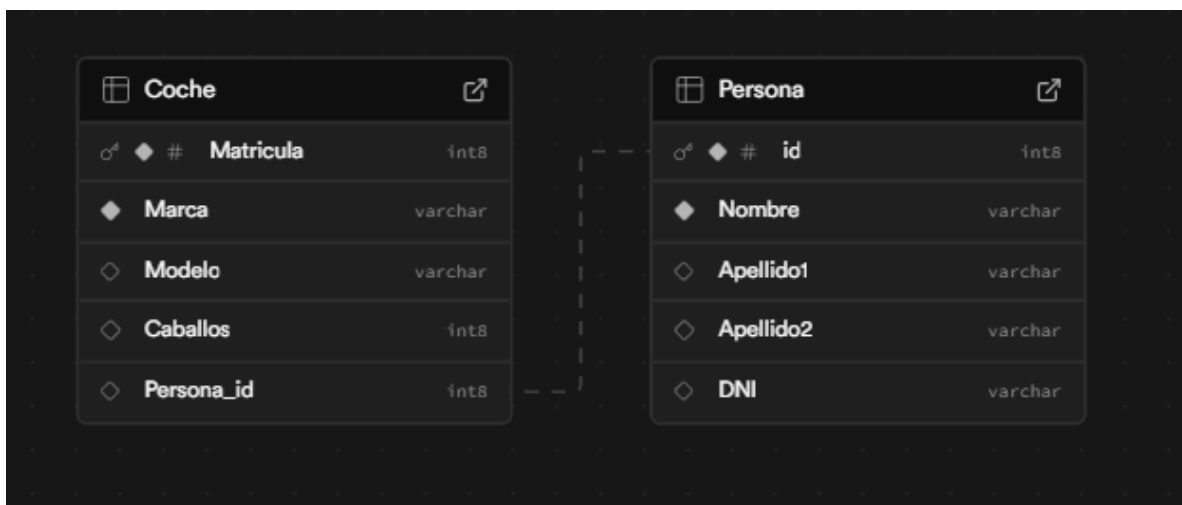 Coche
# Matricula int8
Marca varchar
Modelo varchar
Caballos int8
Persona_id int8
Persona
# id int8
Nombre varchar
Apellido1 varchar
Apellido2 varchar
DNI varchar